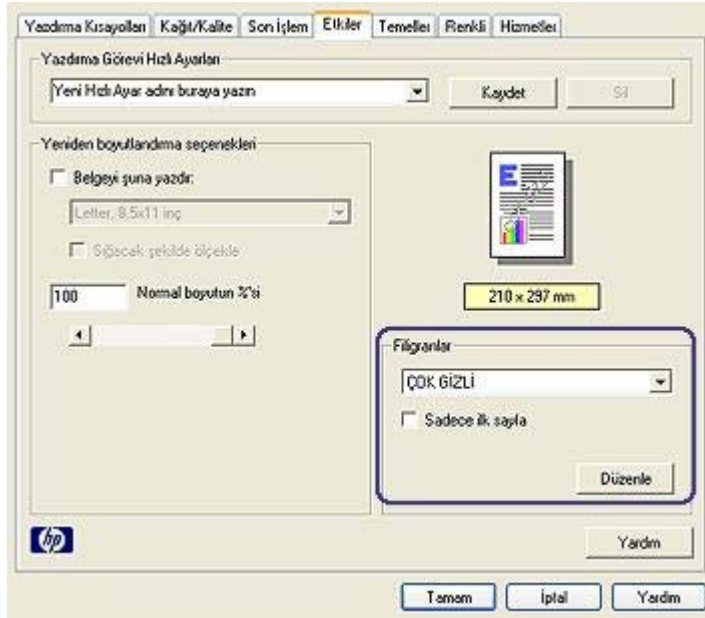 Yazdırma Kısayolları Kağıt/Kalite Son İşlem Etkiler Temeller Renkli Hizmetler
Yazdırma Görevi Hızlı Ayarları
Yeni Hızlı Ayar adını buraya yazın
Kaydet
Sil
Yeniden boyutlandırma seçenekleri
Belgeyi şuna yazdır:
Letter, 8,5x11 inç
Sığacak şekilde ölçekle
100
Normal boyutun %'si
E
210 x 297 mm
Filigranlar
ÇOK GİZLİ
Sadece ilk sayfa
Düzenle
hp
Yardım
Tamam İptal Yardım